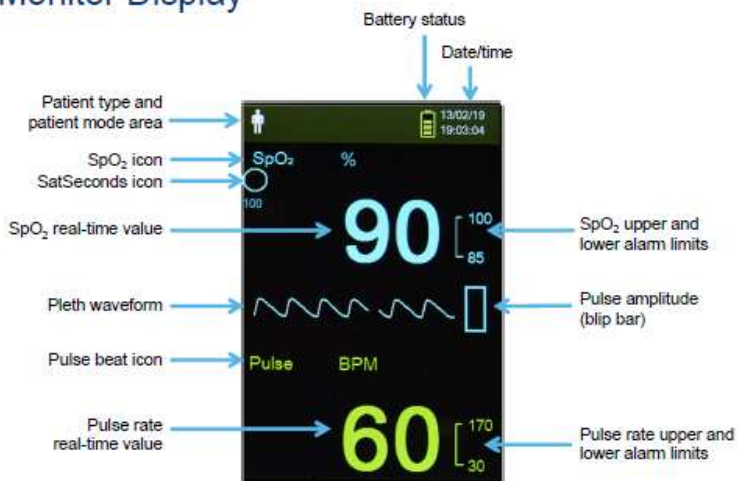 Monitor Display
Battery status
Date/time
Patient type and
patient mode area
13/02/19
19:03:04
SpO₂ icon
SpO₂ %
SatSeconds icon
100
SpO₂ real-time value
90
100
85
SpO₂ upper and
lower alarm limits
Pleth waveform
Pulse amplitude
(blip bar)
Pulse beat icon
Pulse BPM
Pulse rate
real-time value
60
170
30
Pulse rate upper and
lower alarm limits